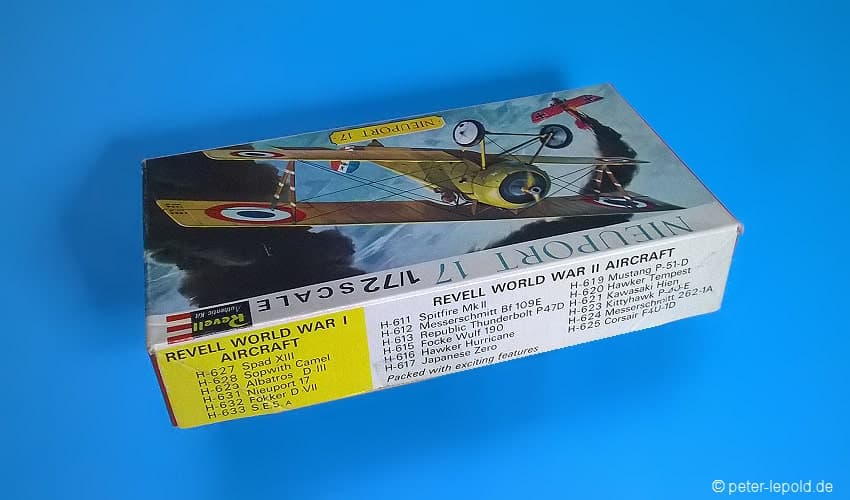 NIEUPORT 17
NIEUPORT 17 1/72 SCALE
Revell
Authentic Kit
REVELL WORLD WAR I
AIRCRAFT
H-627 Spad XIII
H-628 Sopwith Camel
H-629 Albatros D III
H-631 Nieuport 17
H-632 Fokker D VII
H-633 S.E.5.A
REVELL WORLD WAR II AIRCRAFT
H-611 Spitfire Mk II
H-612 Messerschmitt Bf 109E
H-613 Republic Thunderbolt P47D
H-615 Focke Wulf 190
H-616 Hawker Hurricane
H-617 Japanese Zero
Packed with exciting features
H-619 Mustang P-51-D
H-620 Hawker Tempest
H-621 Kawasaki Hien
H-623 Kittyhawk P-40-E
H-624 Messerschmitt 262-1A
H-625 Corsair F4U-1D
© peter-lepold.de